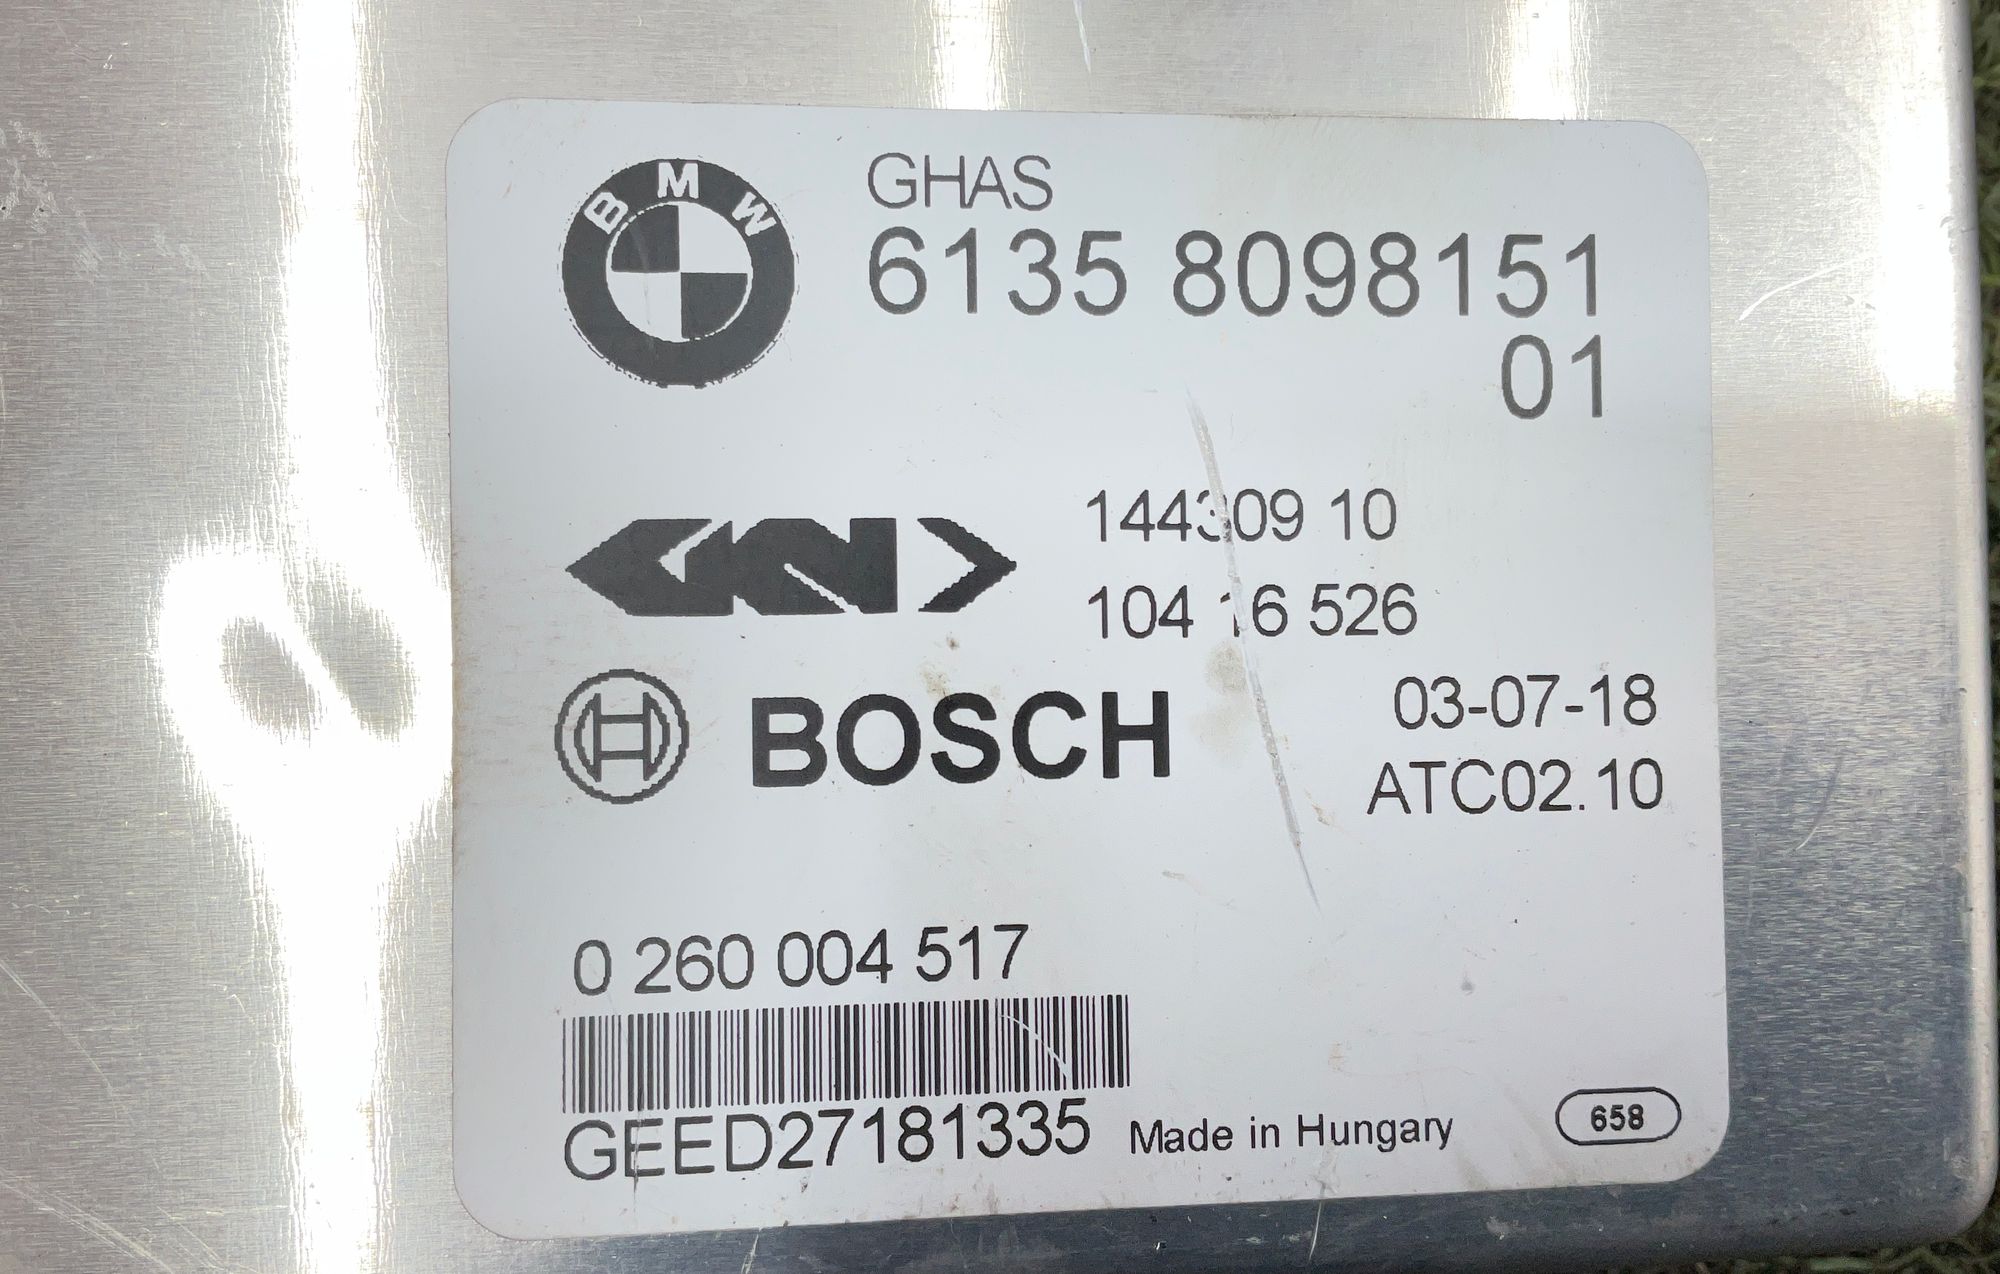 BMW
GHAS
6135 8098151
01
GKN
144309 10
104 16 526
BOSCH
03-07-18
ATC02.10
0 260 004 517
GEED27181335
Made in Hungary
658